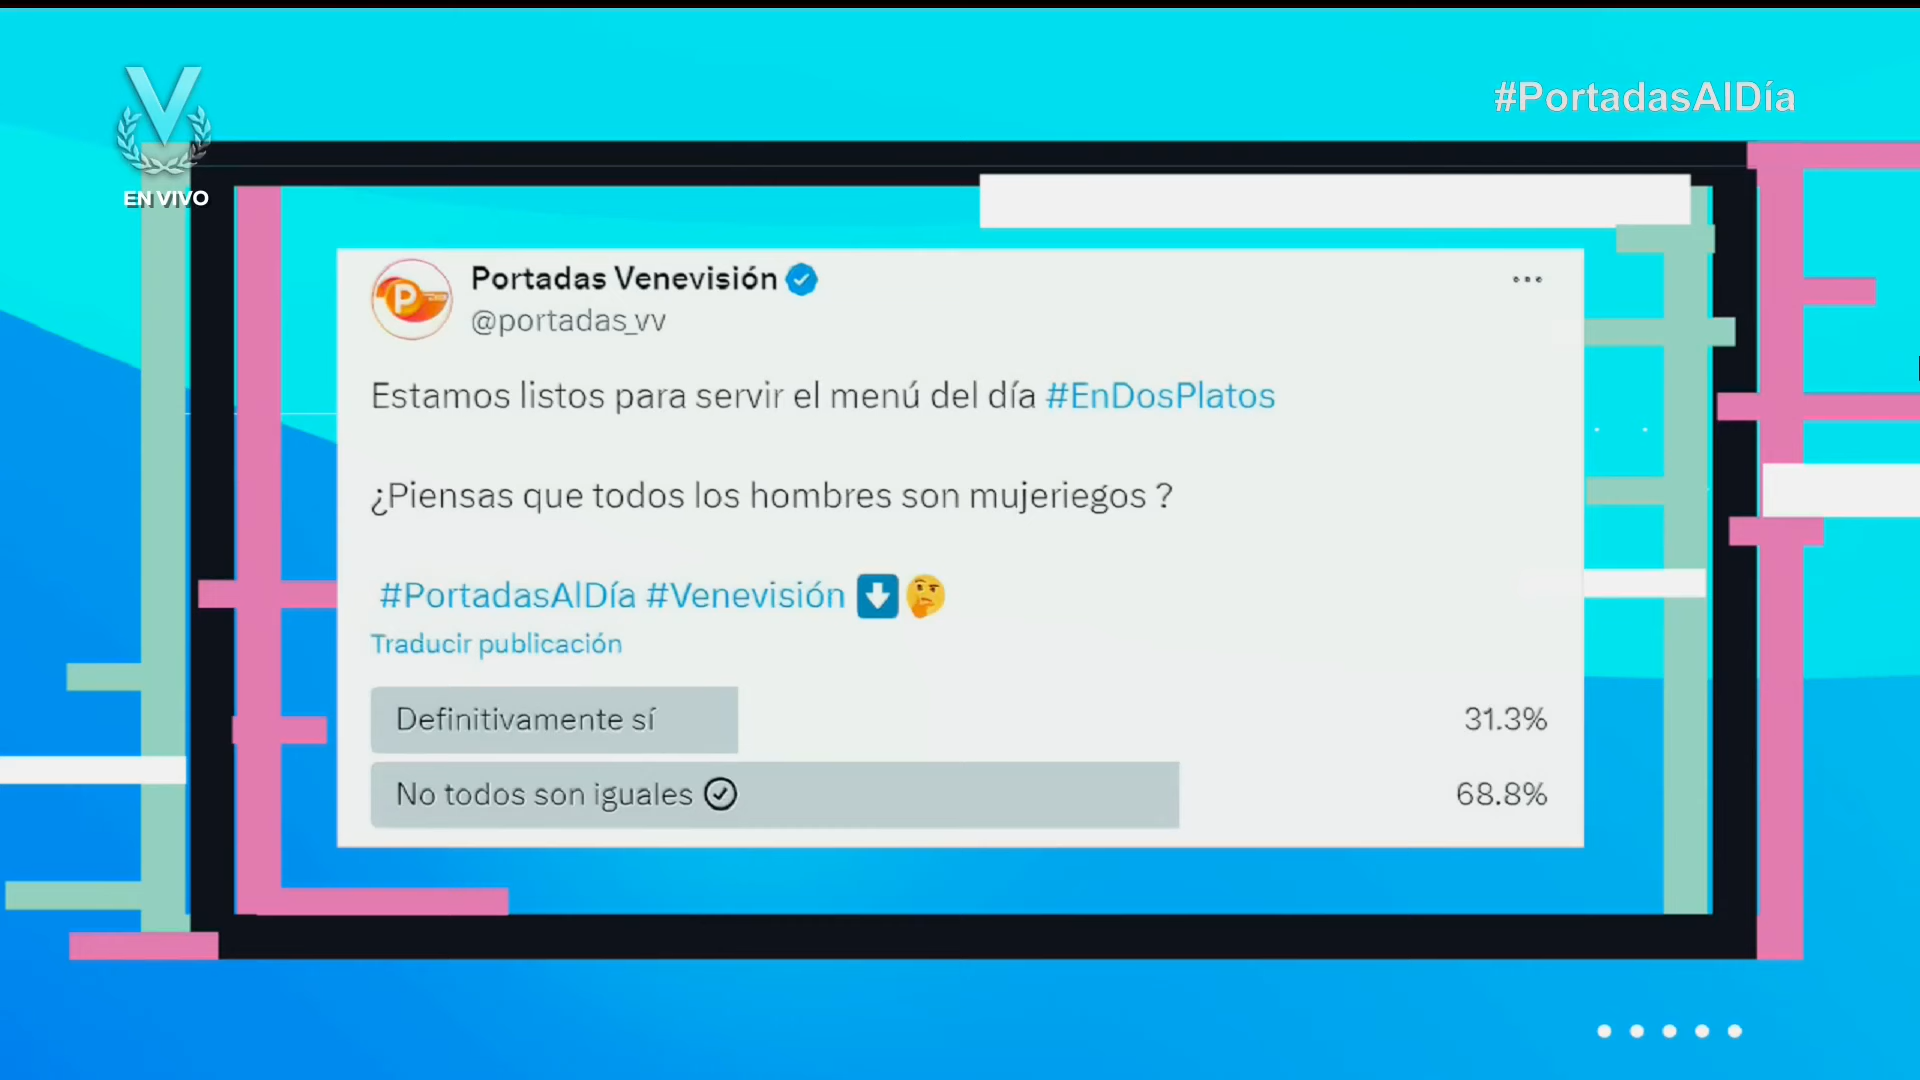 V
EN VIVO
#PortadasAlDía
P
Portadas Venevisión
@portadas_vv
Estamos listos para servir el menú del día #EnDosPlatos
¿Piensas que todos los hombres son mujeriegos ?
#PortadasAlDía #Venevisión ⬇️🤔
Traducir publicación
Definitivamente sí 31.3%
No todos son iguales 68.8%